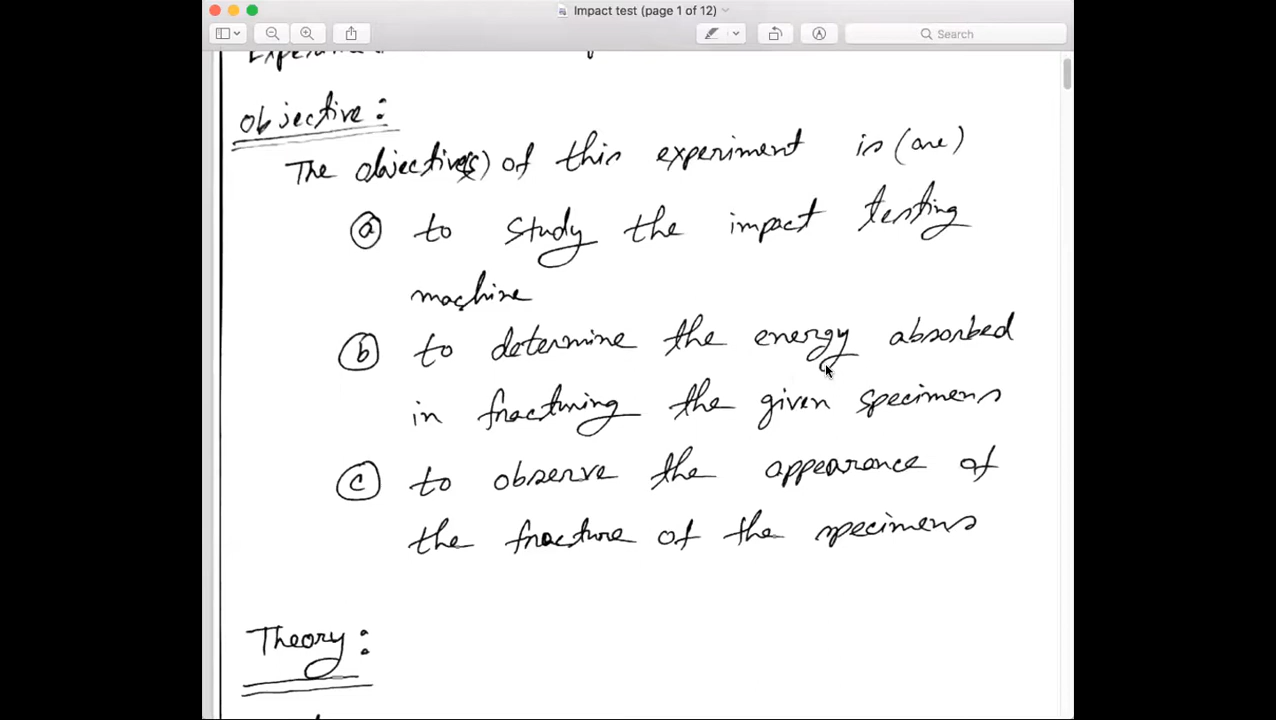 Impact test (page 1 of 12)
Search
Objective:
The objective(s) of this experiment is (are)
(a) to study the impact testing
machine
(b) to determine the energy absorbed
in fracturing the given specimens
(c) to observe the appearance of
the fracture of the specimens
Theory: